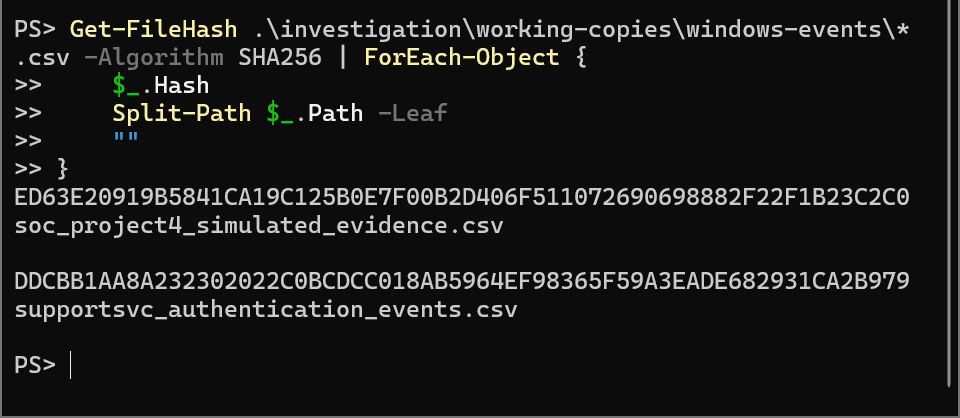 PS> Get-FileHash .\investigation\working-copies\windows-events\*
.csv -Algorithm SHA256 | ForEach-Object {
>>     $_.Hash
>>     Split-Path $_.Path -Leaf
>>     ""
>> }
ED63E20919B5841CA19C125B0E7F00B2D406F511072690698882F22F1B23C2C0
soc_project4_simulated_evidence.csv
DDCBB1AA8A232302022C0BCDCC018AB5964EF98365F59A3EADE682931CA2B979
supportsvc_authentication_events.csv
PS>